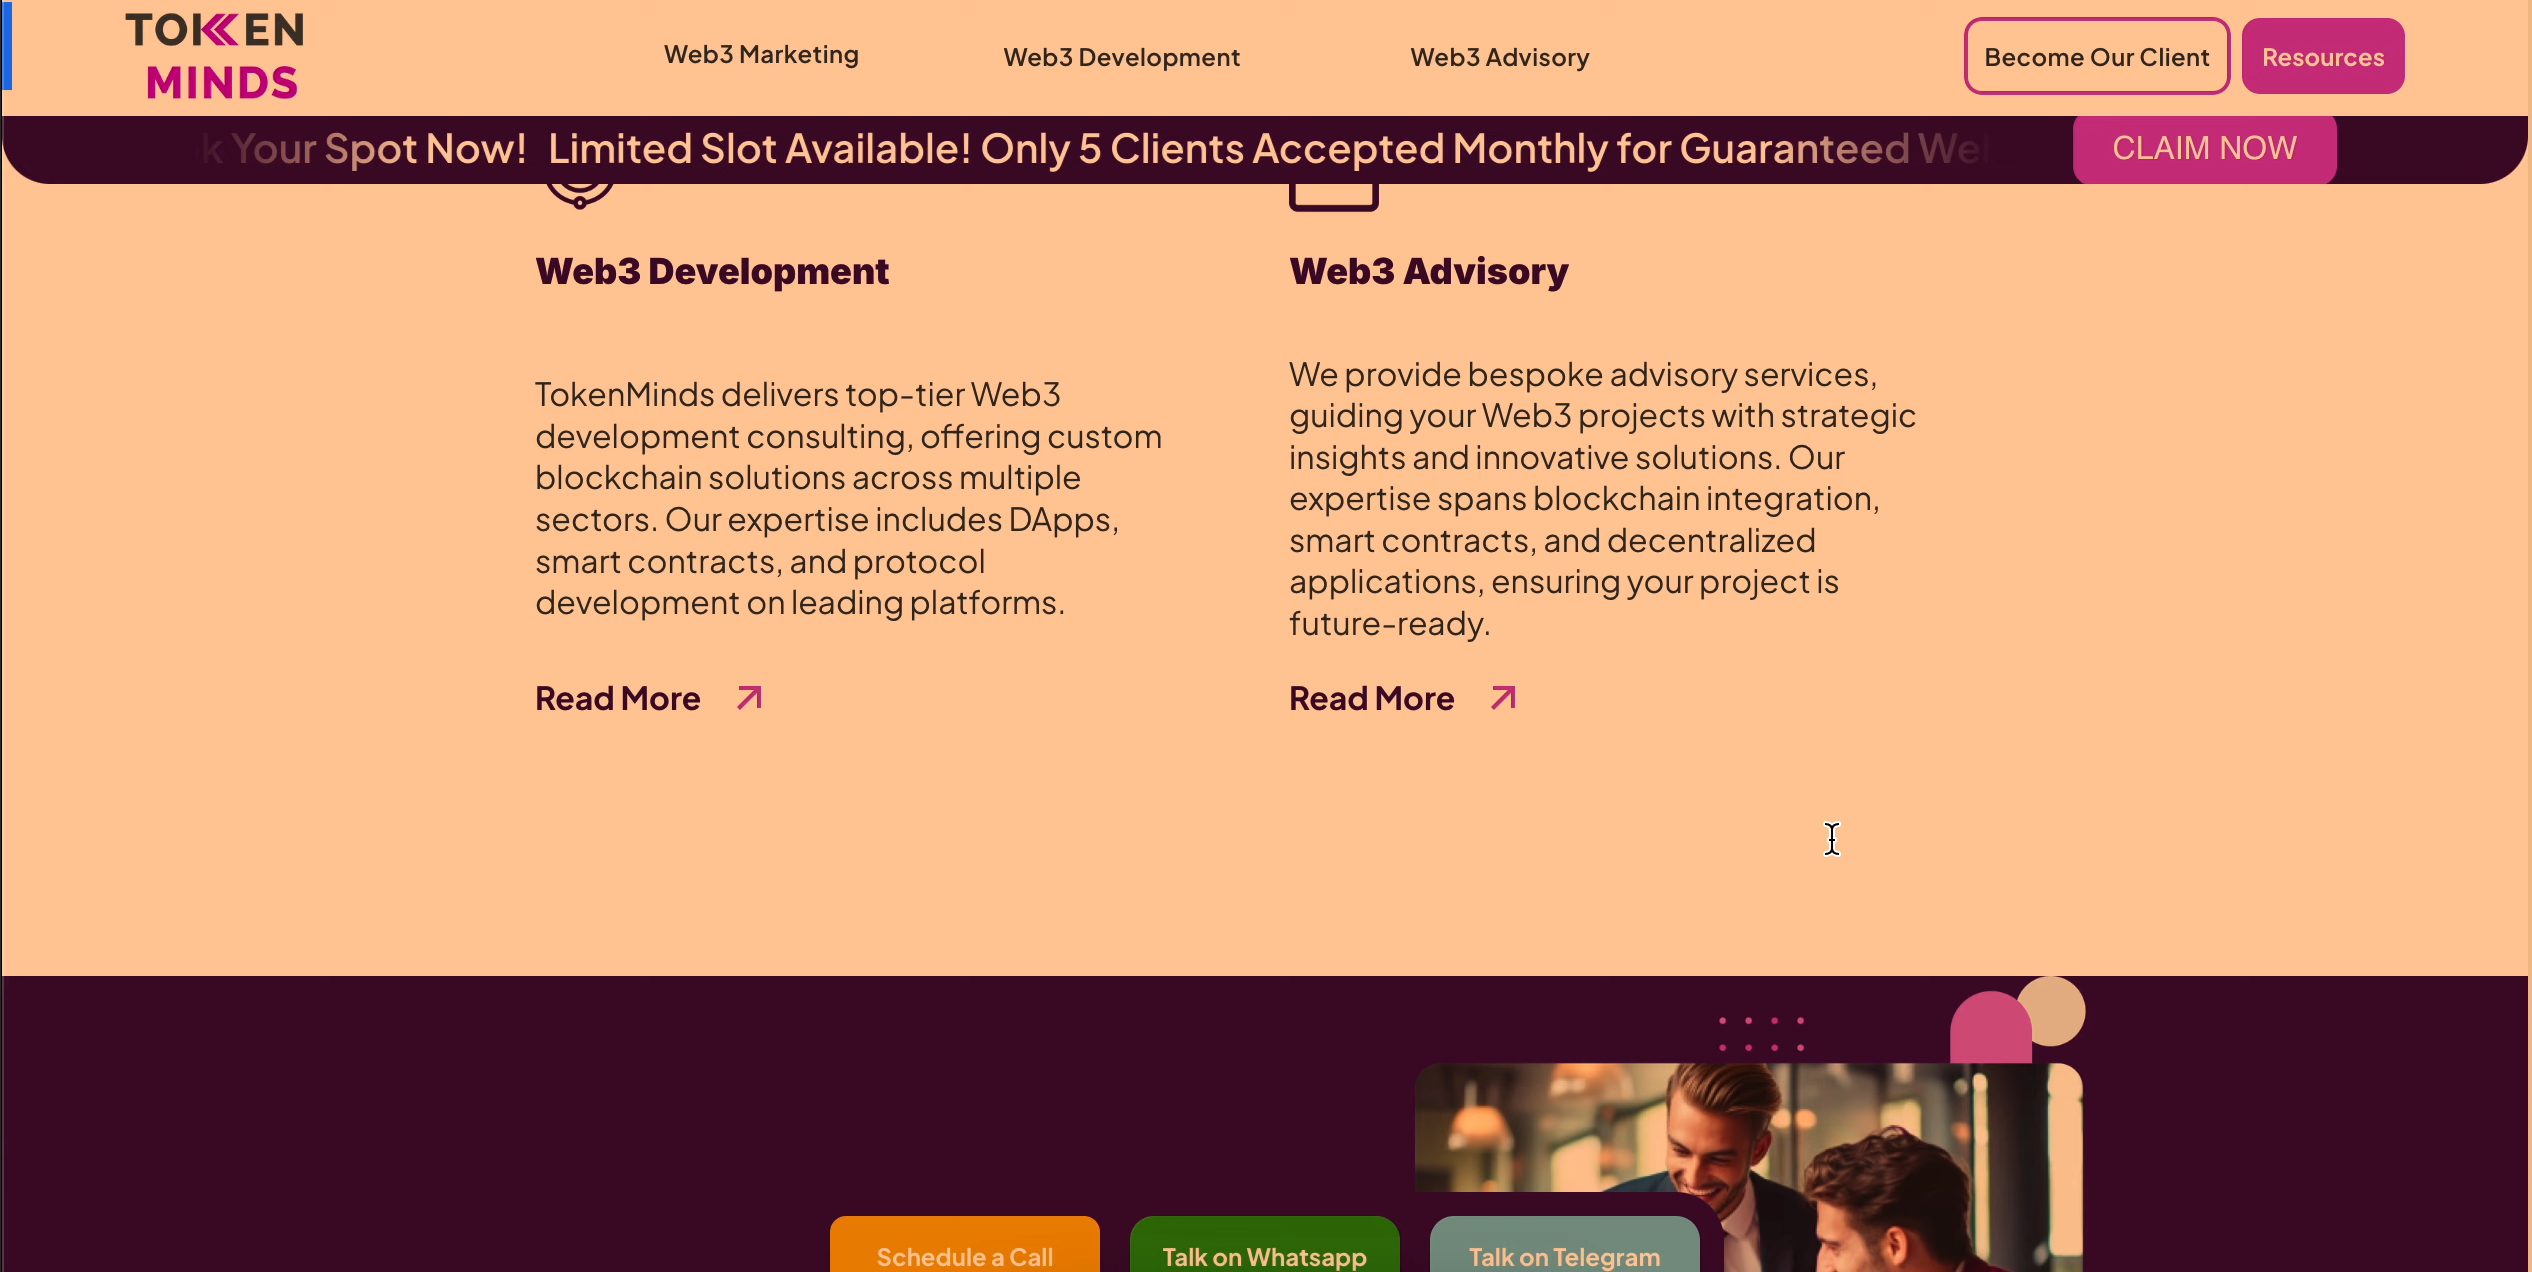 TOKEN
MINDS
Web3 Marketing
Web3 Development
Web3 Advisory
Become Our Client
Resources
k Your Spot Now! Limited Slot Available! Only 5 Clients Accepted Monthly for Guaranteed We
CLAIM NOW
Web3 Development
TokenMinds delivers top-tier Web3
development consulting, offering custom
blockchain solutions across multiple
sectors. Our expertise includes DApps,
smart contracts, and protocol
development on leading platforms.
Read More
Web3 Advisory
We provide bespoke advisory services,
guiding your Web3 projects with strategic
insights and innovative solutions. Our
expertise spans blockchain integration,
smart contracts, and decentralized
applications, ensuring your project is
future-ready.
Read More
Schedule a Call
Talk on Whatsapp
Talk on Telegram